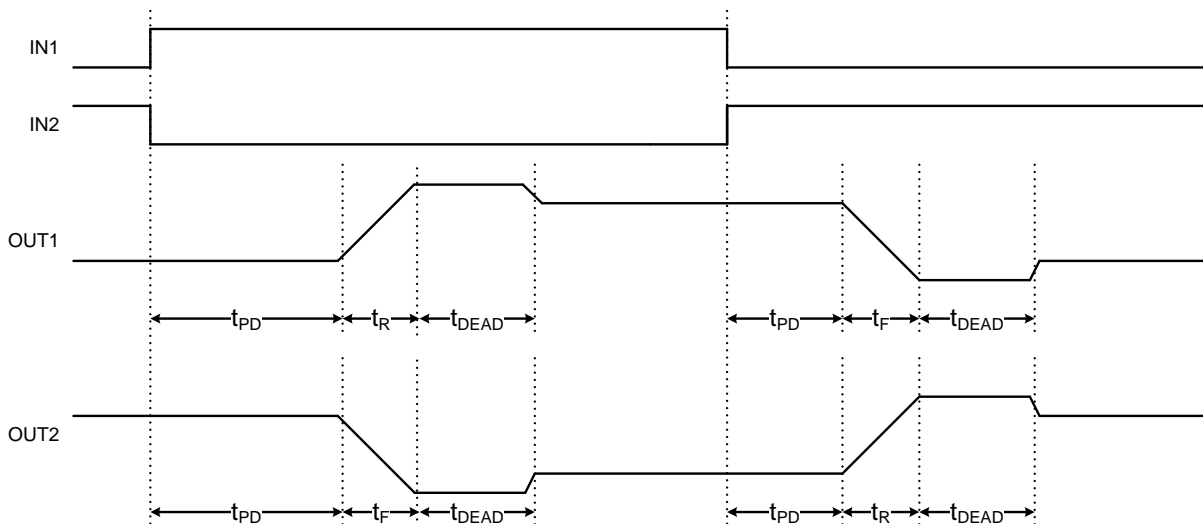 IN1
IN2
OUT1
tPD tR tDEAD tPD tF tDEAD
OUT2
tPD tF tDEAD tPD tR tDEAD